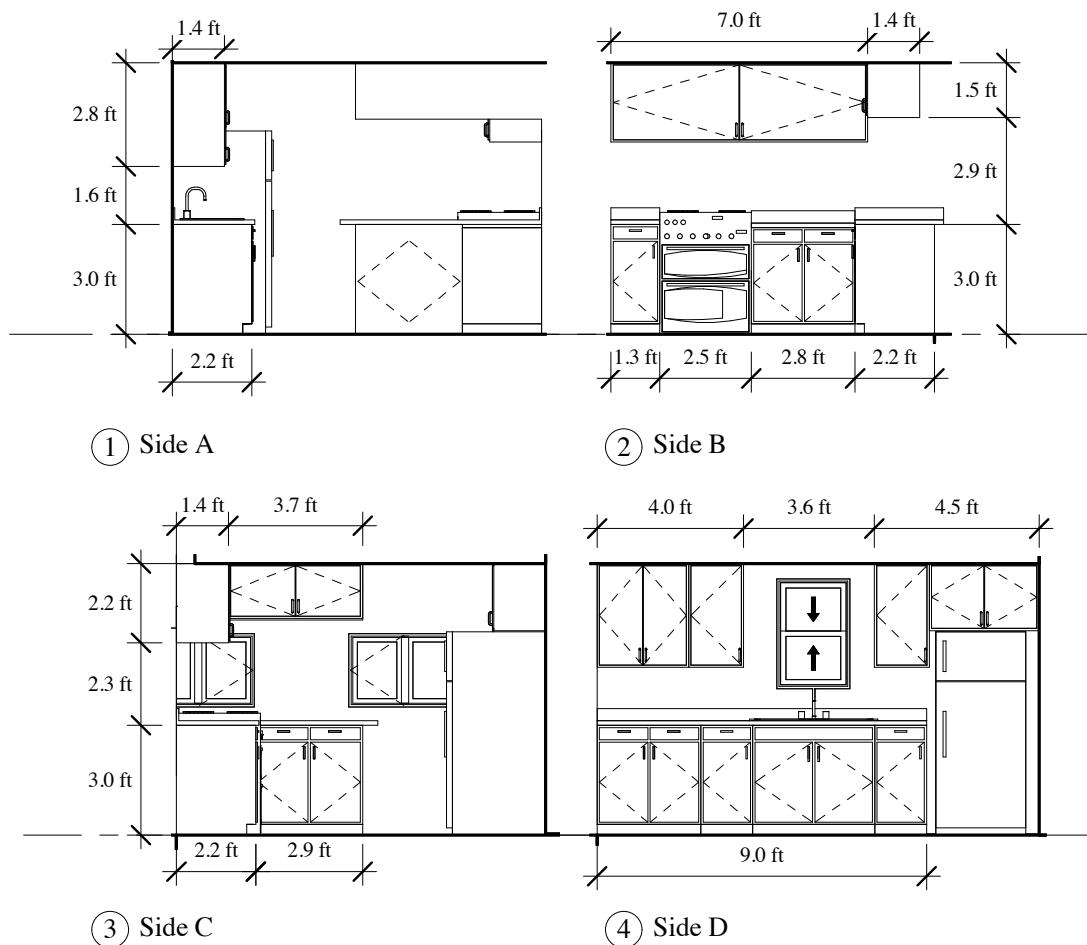 1.4 ft
2.8 ft
1.6 ft
3.0 ft
2.2 ft
1 Side A
7.0 ft 1.4 ft
1.5 ft
2.9 ft
3.0 ft
1.3 ft 2.5 ft 2.8 ft 2.2 ft
2 Side B
1.4 ft 3.7 ft
2.2 ft
2.3 ft
3.0 ft
2.2 ft 2.9 ft
3 Side C
4.0 ft 3.6 ft 4.5 ft
9.0 ft
4 Side D